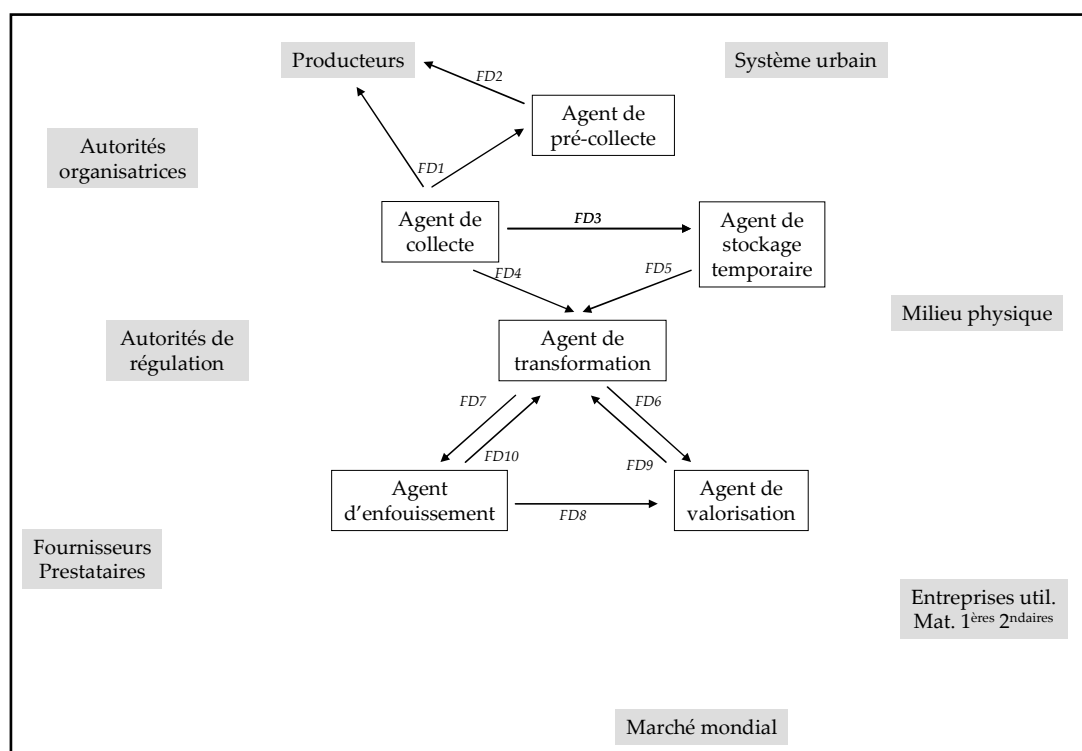 Producteurs
Système urbain
FD2
Agent de
pré-collecte
Autorités
organisatrices
FD1
Agent de
collecte
FD3
Agent de
stockage
temporaire
FD4
FD5
Milieu physique
Autorités de
régulation
Agent de
transformation
FD7
FD6
FD10
FD9
Agent
d'enfouissement
FD8
Agent de
valorisation
Fournisseurs
Prestataires
Entreprises util.
Mat. 1ères 2ndaires
Marché mondial